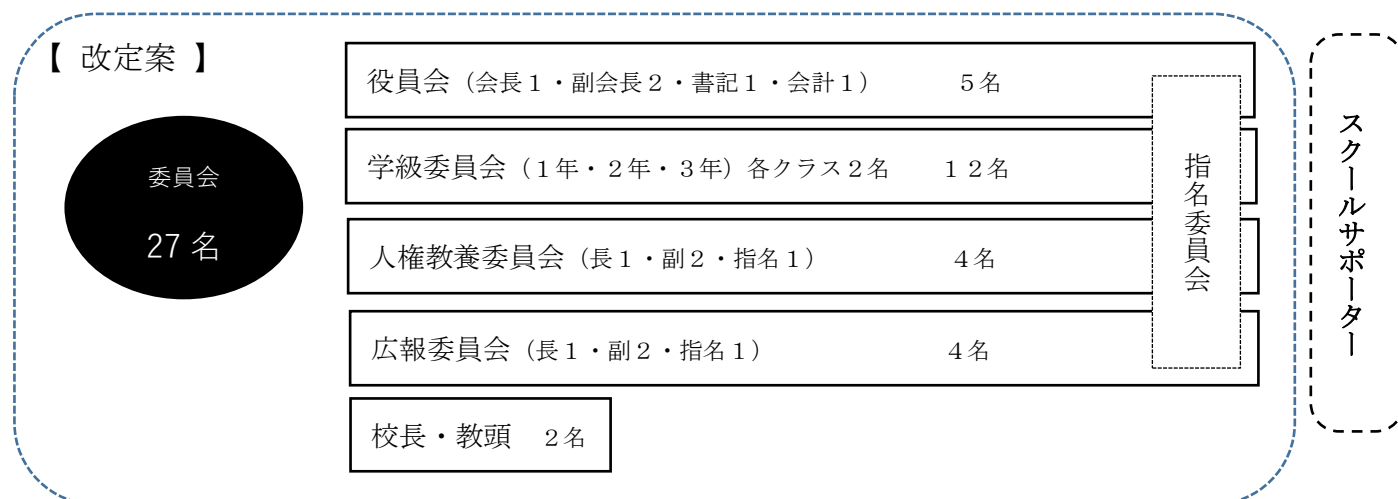 【 改定案 】
委員会
27 名
役員会（会長１・副会長２・書記１・会計１）　５名
学級委員会（１年・２年・３年）各クラス２名　１２名
人権教養委員会（長１・副２・指名１）　４名
広報委員会（長１・副２・指名１）　４名
校長・教頭　２名
指名委員会
スクールサポーター